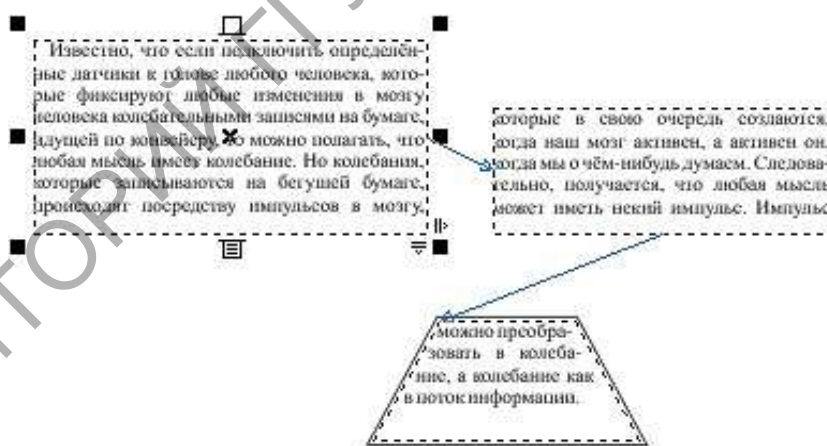 Известно, что если подключить определён-
ные датчики к голове любого человека, кото-
рые фиксируют любые изменения в мозгу
человека колебательными записями на бумаге,
идущей по конвейеру, то можно полагать, что
любая мысль имеет колебание. Но колебания,
которые записываются на бегущей бумаге,
происходят посредству импульсов в мозгу,
которые в свою очередь создаются,
когда наш мозг активен, а активен он,
когда мы о чём-нибудь думаем. Следова-
тельно, получается, что любая мысль
может иметь некий импульс. Импульс
можно преобра-
зовать в колеба-
ние, а колебание как
в поток информации.